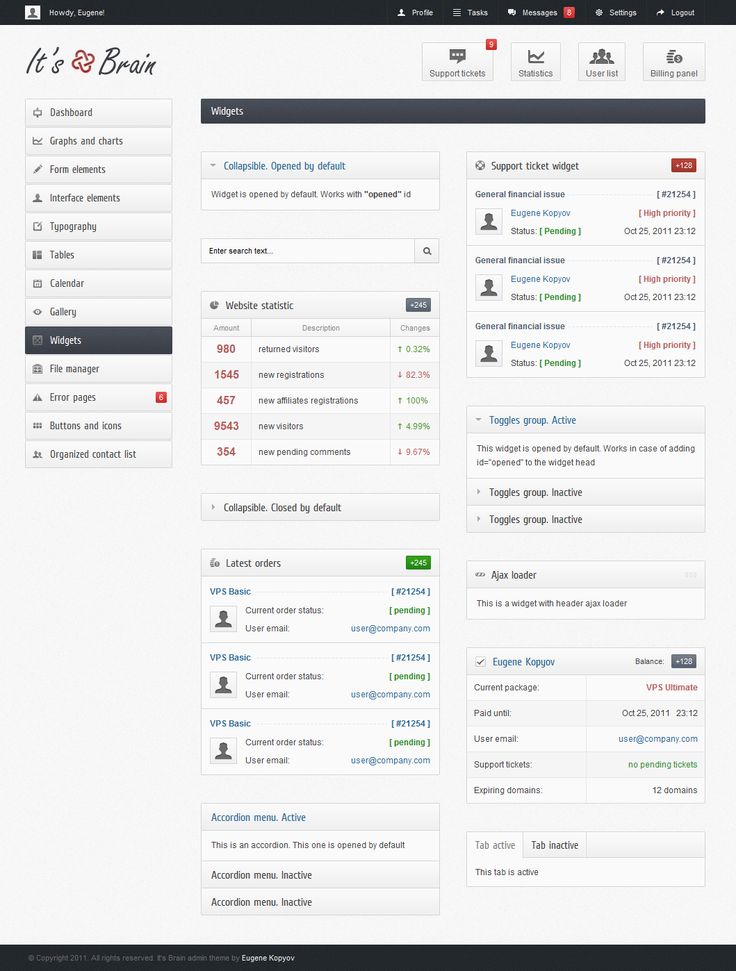 Howdy, Eugene!
Profile
Tasks
Messages 8
Settings
Logout
It's Brain
9
Support tickets
Statistics
User list
Billing panel
Dashboard
Graphs and charts
Form elements
Interface elements
Typography
Tables
Calendar
Gallery
Widgets
File manager
Error pages 6
Buttons and icons
Organized contact list
Widgets
Collapsible. Opened by default
Widget is opened by default. Works with "opened" id
Enter search text...
Website statistic +245
Amount Description Changes
980 returned visitors ↑ 0.32%
1545 new registrations ↓ 82.3%
457 new affiliates registrations ↑ 100%
9543 new visitors ↑ 4.99%
354 new pending comments ↓ 9.67%
Collapsible. Closed by default
Latest orders +245
VPS Basic [ #21254 ]
Current order status: [ pending ]
User email: user@company.com
VPS Basic [ #21254 ]
Current order status: [ pending ]
User email: user@company.com
VPS Basic [ #21254 ]
Current order status: [ pending ]
User email: user@company.com
Accordion menu. Active
This is an accordion. This one is opened by default
Accordion menu. Inactive
Accordion menu. Inactive
Support ticket widget +128
General financial issue [ #21254 ]
Eugene Kopyov [ High priority ]
Status: [ Pending ] Oct 25, 2011 23:12
General financial issue [ #21254 ]
Eugene Kopyov [ High priority ]
Status: [ Pending ] Oct 25, 2011 23:12
General financial issue [ #21254 ]
Eugene Kopyov [ High priority ]
Status: [ Pending ] Oct 25, 2011 23:12
Toggles group. Active
This widget is opened by default. Works in case of adding
id="opened" to the widget head
Toggles group. Inactive
Toggles group. Inactive
Ajax loader
This is a widget with header ajax loader
Eugene Kopyov Balance: +128
Current package: VPS Ultimate
Paid until: Oct 25, 2011 23:12
User email: user@company.com
Support tickets: no pending tickets
Expiring domains: 12 domains
Tab active Tab inactive
This tab is active
© Copyright 2011. All rights reserved. It's Brain admin theme by Eugene Kopyov